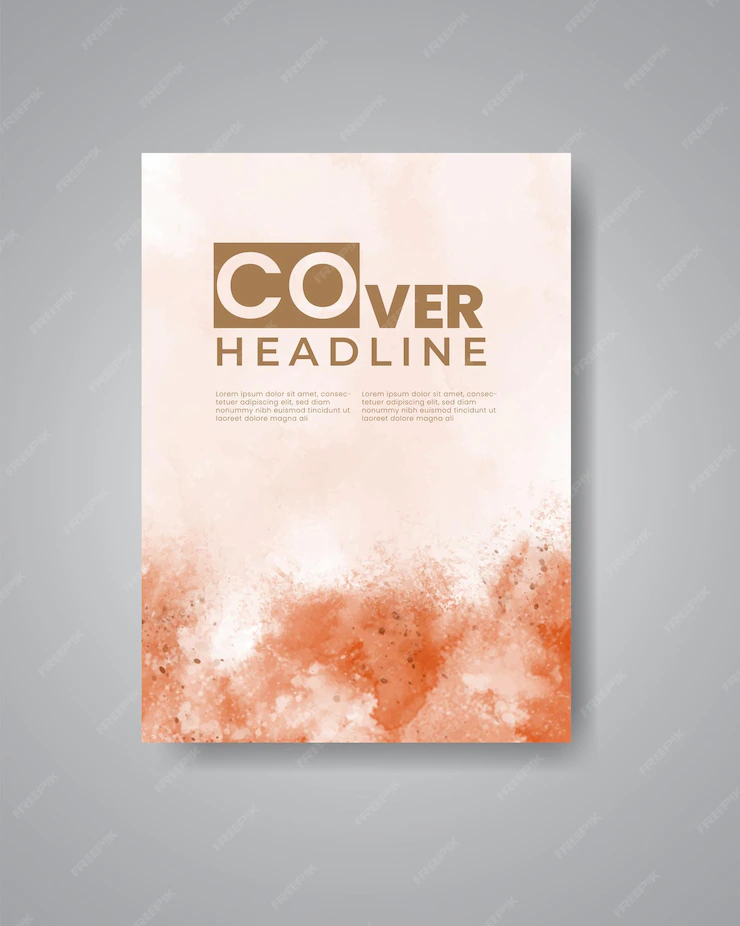 COVER
HEADLINE
Lorem ipsum dolor sit amet, consec-
tetuer adipiscing elit, sed diam
nonummy nibh euismod tincidunt ut
laoreet dolore magna ali
Lorem ipsum dolor sit amet, consec-
tetuer adipiscing elit, sed diam
nonummy nibh euismod tincidunt ut
laoreet dolore magna ali
FREEPIK